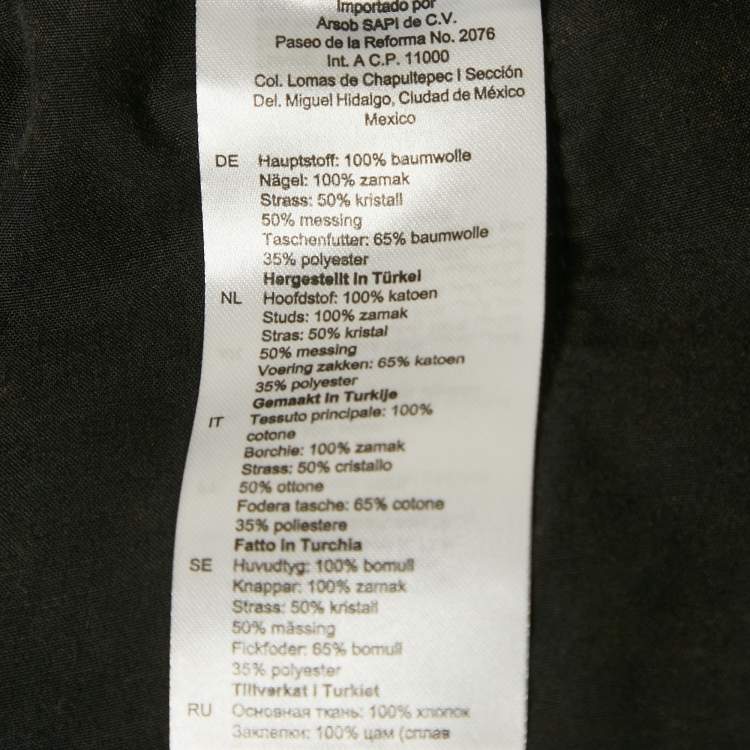 Importado por
Arsob SAPI de C.V.
Paseo de la Reforma No. 2076
Int. A C.P. 11000
Col. Lomas de Chapultepec I Sección
Del. Miguel Hidalgo, Ciudad de México
Mexico
DE Hauptstoff: 100% baumwolle
Nägel: 100% zamak
Strass: 50% kristall
50% messing
Taschenfutter: 65% baumwolle
35% polyester
Hergestellt in Türkei
NL Hoofdstof: 100% katoen
Studs: 100% zamak
Stras: 50% kristal
50% messing
Voering zakken: 65% katoen
35% polyester
Gemaakt in Turkije
IT Tessuto principale: 100%
cotone
Borchie: 100% zamak
Strass: 50% cristallo
50% ottone
Fodera tasche: 65% cotone
35% poliestere
Fatto in Turchia
SE Huvudtyg: 100% bomull
Knappar: 100% zamak
Strass: 50% kristall
50% mässing
Fickfoder: 65% bomull
35% polyester
Tillverkat i Turkiet
RU Основная ткань: 100% хлопок
Заклепки: 100% цам (сплав